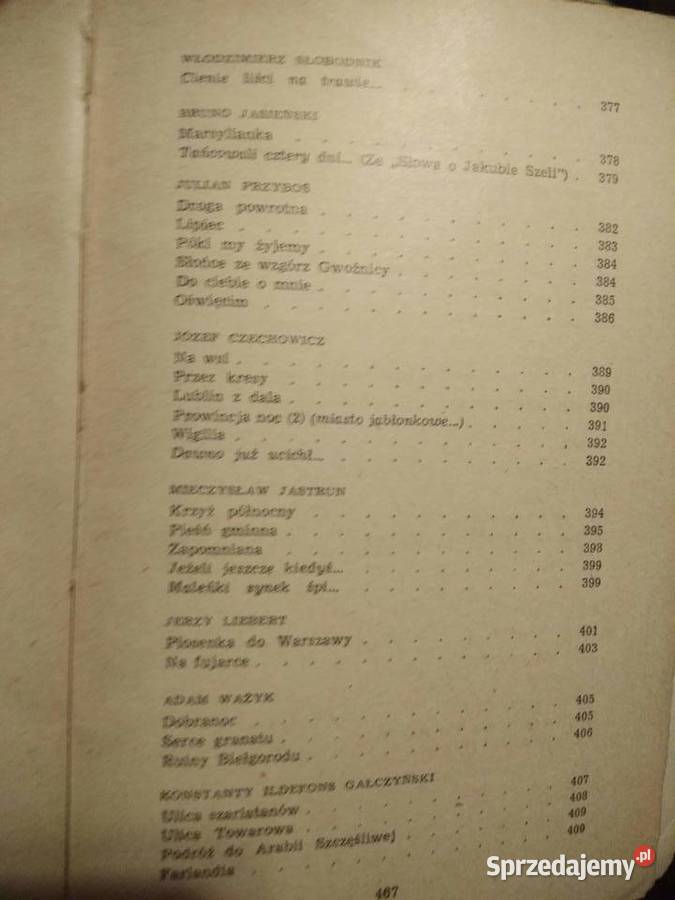 WŁODZIMIERZ SŁOBODNIK
Cienie liści na trawie... 377
BRUNO JASIEŃSKI
Marsylianka 378
Tańcowali cztery dni... (Ze „Słowa o Jakubie Szeli") 379
JULIAN PRZYBOŚ
Droga powrotna 382
Lipiec 383
Póki my żyjemy 384
Słońce ze wzgórz Gwoźnicy 384
Do ciebie o mnie 385
Oświęcim 386
JÓZEF CZECHOWICZ
Na wsi 389
Przez kresy 390
Lublin z dala 390
Prowincja noc (2) (miasto jabłonkowe...) 391
Wigilia 392
Dawno już ucichł... 392
MIECZYSŁAW JASTRUN
Krzyż północny 394
Pieśń gminna 395
Zapomniana 398
Jeżeli jeszcze kiedyś... 399
Maleńki synek śpi... 399
JERZY LIEBERT
Piosenka do Warszawy 401
Na fujarce 403
ADAM WAŻYK
Dobranoc 405
Serce granatu 405
Ruiny Biełgorodu 406
KONSTANTY ILDEFONS GAŁCZYŃSKI
Ulica szarlatanów 407
Ulica Towarowa 408
Podróż do Arabii Szczęśliwej 409
Farlandia 409
467
Sprzedajemy.pl